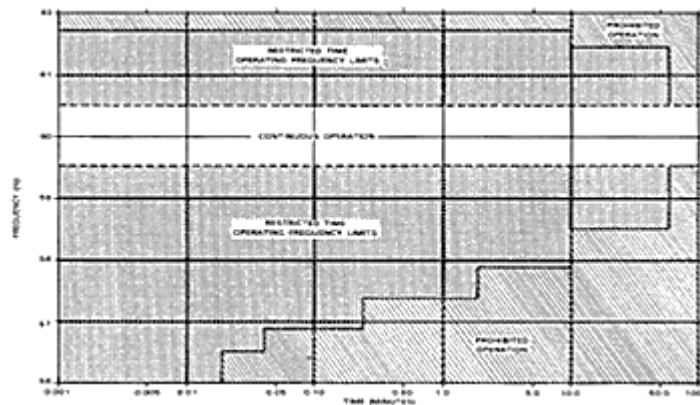 62
PROHIBITED
OPERATION
RESTRICTED TIME
OPERATING FREQUENCY LIMITS
61
60
CONTINUOUS OPERATION
FREQUENCY (Hz)
59
RESTRICTED TIME
OPERATING FREQUENCY LIMITS
58
57
PROHIBITED
OPERATION
56
0.001
0.005
0.01
0.05
0.10
0.50
1.0
5.0
10.0
50.0
100
TIME (MINUTES)